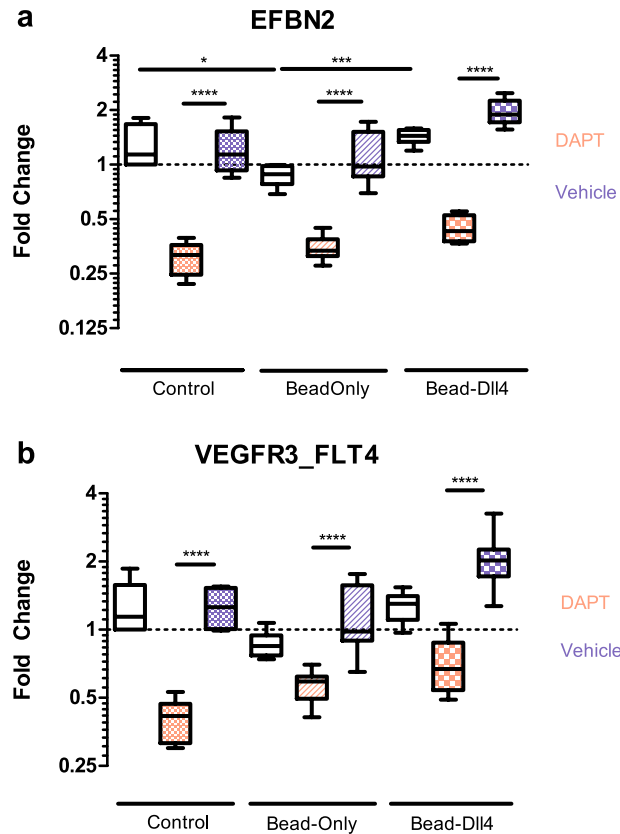 a
EFBN2
Fold Change
4
2
1
0.5
0.25
0.125
* ***
**** **** ****
DAPT
Vehicle
Control BeadOnly Bead-Dll4
b
VEGFR3_FLT4
Fold Change
4
2
1
0.5
0.25
**** **** ****
DAPT
Vehicle
Control Bead-Only Bead-Dll4